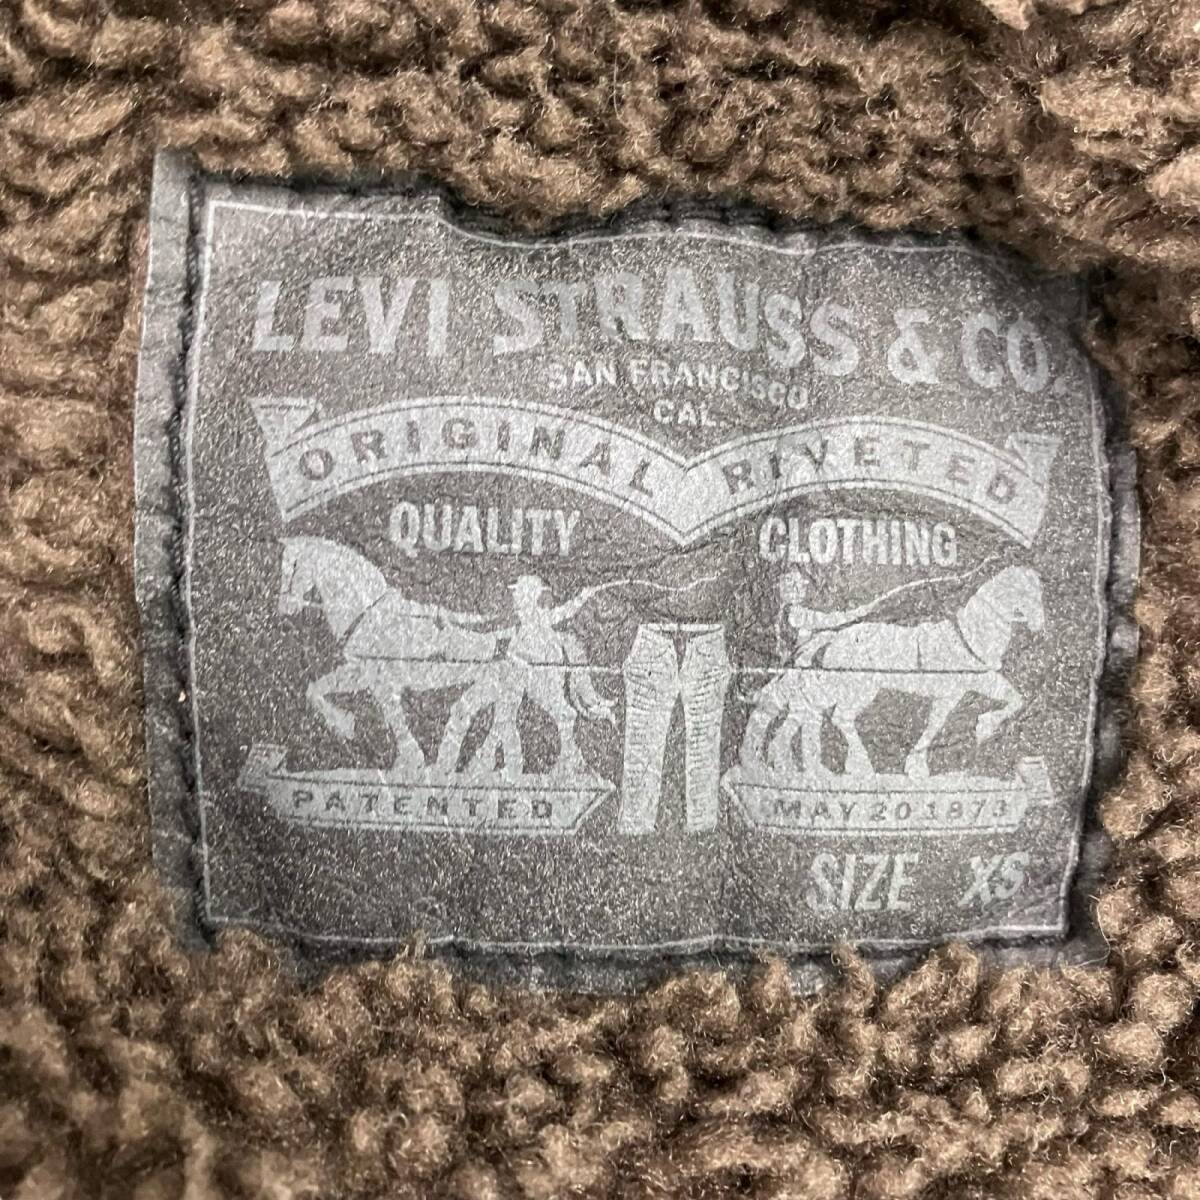 LEVI STRAUSS & CO.
SAN FRANCISCO
CAL.
ORIGINAL RIVETED
QUALITY CLOTHING
PATENTED MAY 20 1873
SIZE XS